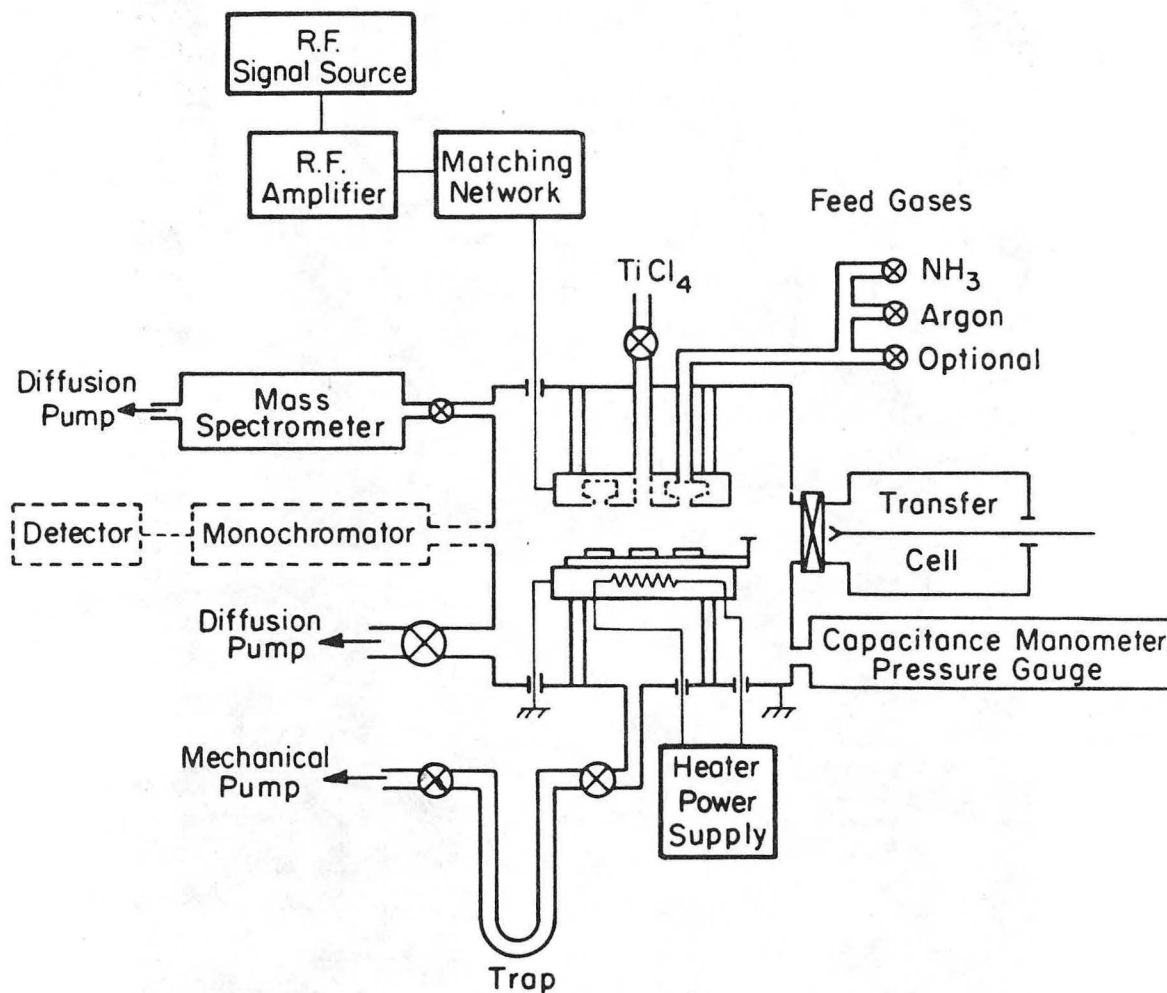 R.F.
Signal Source
R.F.
Amplifier
Matching
Network
Feed Gases
TiCl4
NH3
Argon
Optional
Diffusion
Pump
Mass
Spectrometer
Detector
Monochromator
Transfer
Cell
Diffusion
Pump
Capacitance Manometer
Pressure Gauge
Mechanical
Pump
Heater
Power
Supply
Trap